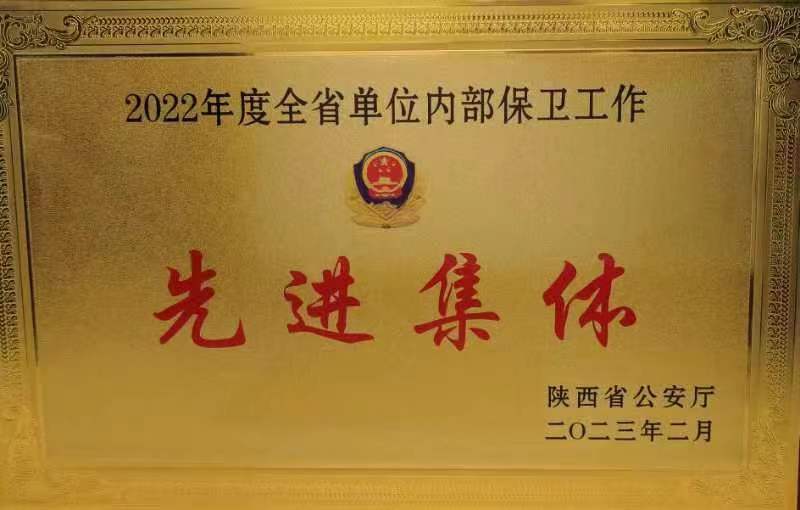 2022年度全省单位内部保卫工作
先进集体
陕西省公安厅
二〇二三年二月